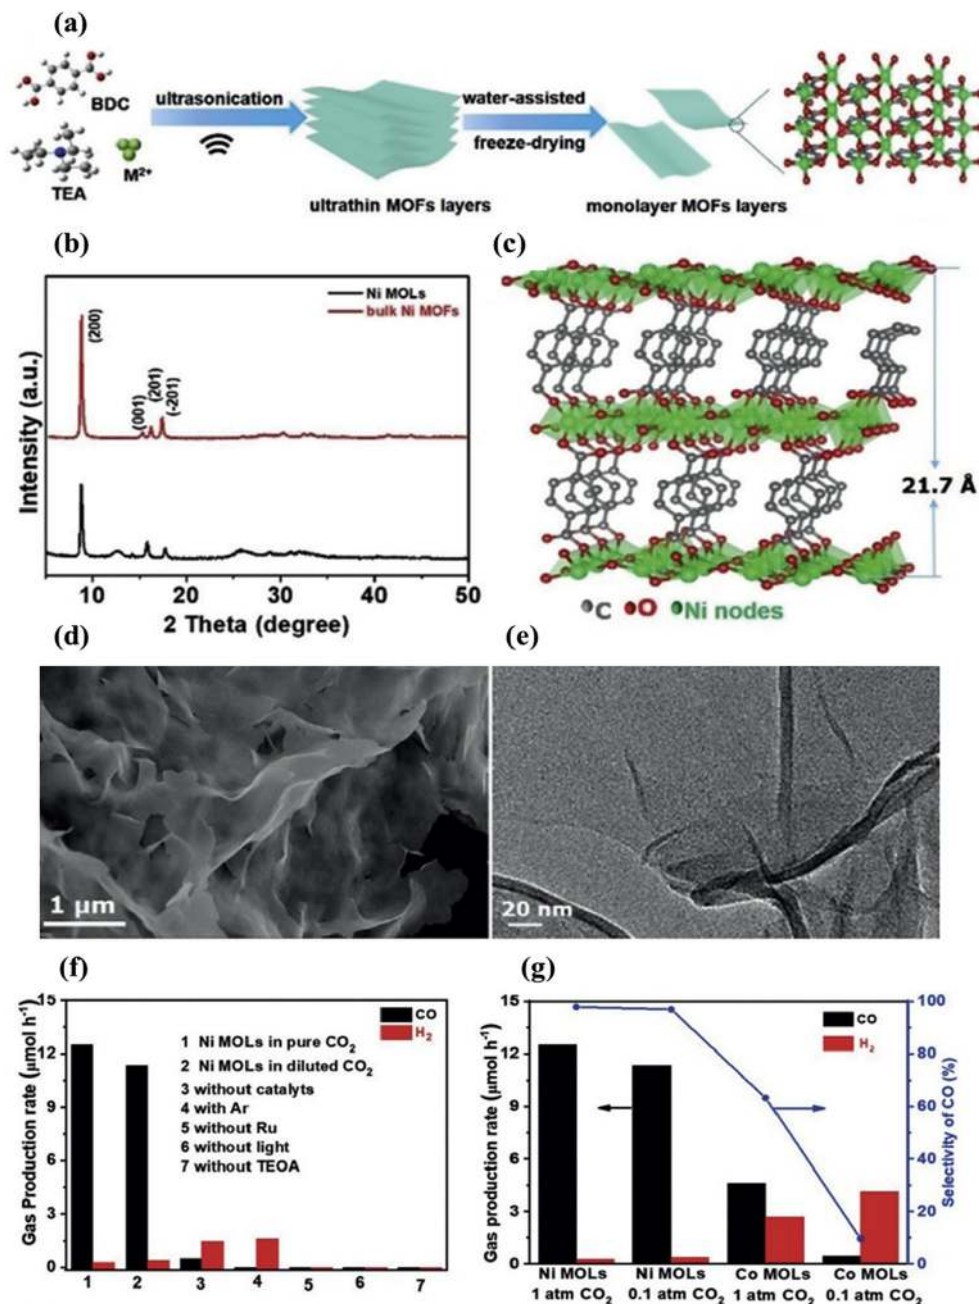 (a)
BDC
TEA
M²⁺
ultrasonication
ultrathin MOFs layers
water-assisted
freeze-drying
monolayer MOFs layers
(b)
Intensity (a.u.)
(200)
(001)
(201)
(-201)
Ni MOLs
bulk Ni MOFs
10 20 30 40 50
2 Theta (degree)
(c)
21.7 Å
C O Ni nodes
(d)
1 μm
(e)
20 nm
(f)
Gas Production rate (μmol h⁻¹)
15
12
9
6
3
0
CO
H₂
1 Ni MOLs in pure CO₂
2 Ni MOLs in diluted CO₂
3 without catalyts
4 with Ar
5 without Ru
6 without light
7 without TEOA
1 2 3 4 5 6 7
(g)
Gas production rate (μmol h⁻¹)
15
12
9
6
3
0
CO
H₂
100
80
60
40
20
0
Selectivity of CO (%)
Ni MOLs
1 atm CO₂
Ni MOLs
0.1 atm CO₂
Co MOLs
1 atm CO₂
Co MOLs
0.1 atm CO₂